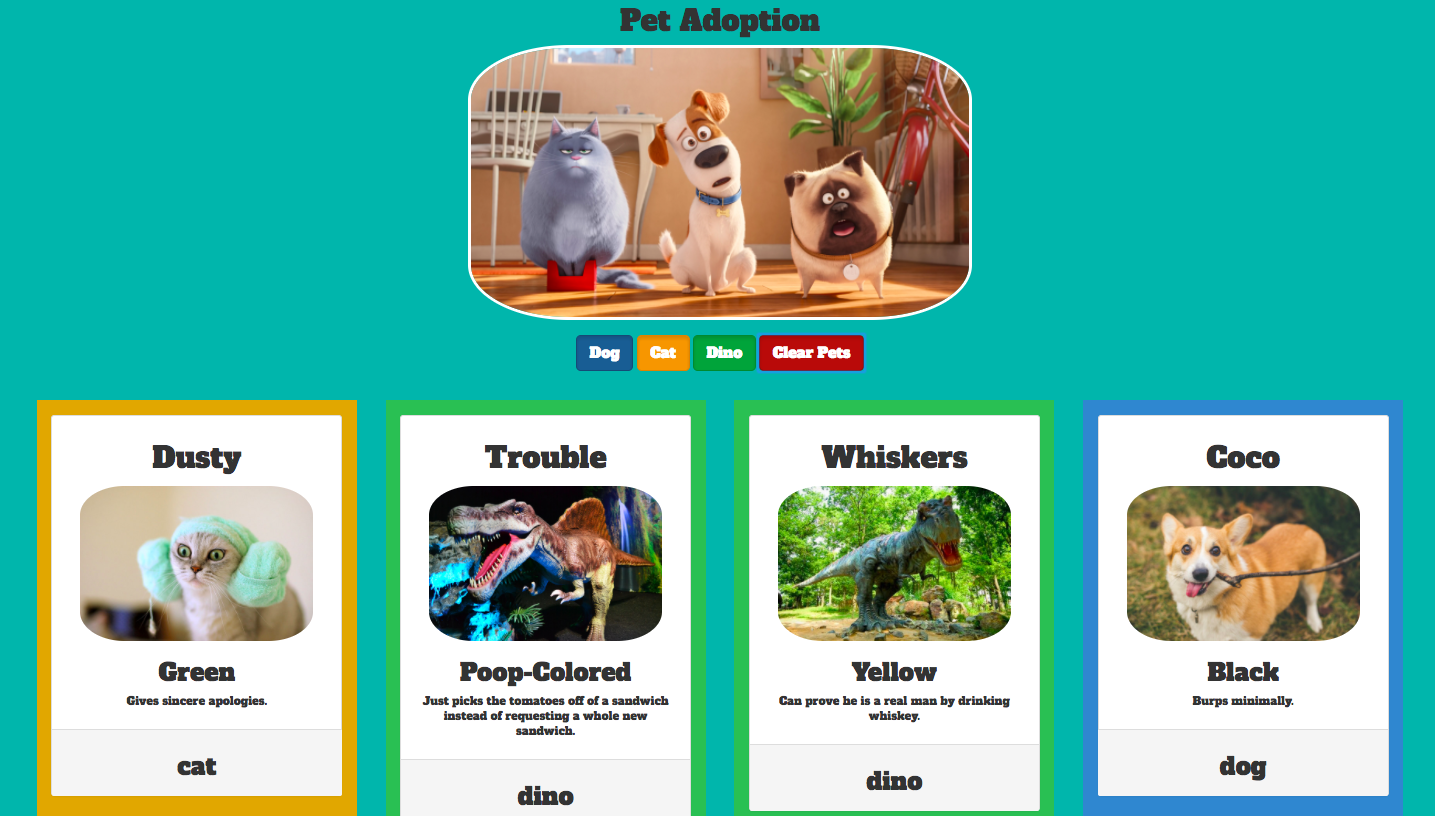 Pet Adoption
Dog
Cat
Dino
Clear Pets
Dusty
Green
Gives sincere apologies.
cat
Trouble
Poop-Colored
Just picks the tomatoes off of a sandwich
instead of requesting a whole new
sandwich.
dino
Whiskers
Yellow
Can prove he is a real man by drinking
whiskey.
dino
Coco
Black
Burps minimally.
dog